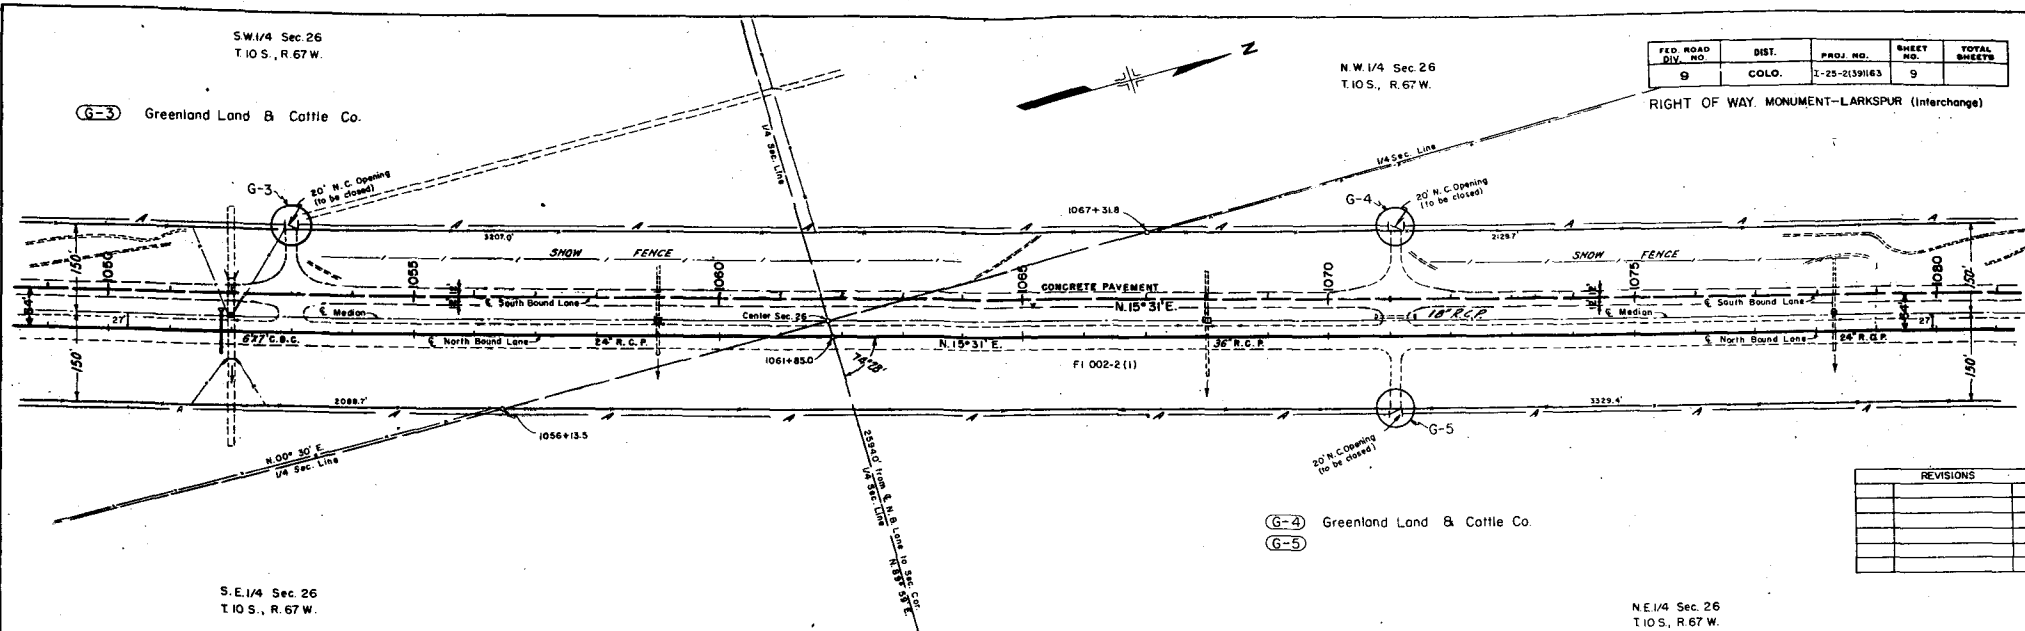 S.W.1/4 Sec. 26
T. 10 S., R. 67 W.
G-3 Greenland Land & Cattle Co.
N
N.W. 1/4 Sec. 26
T. 10 S., R. 67 W.
FED. ROAD DIV. NO. DIST. PROJ. NO. SHEET NO. TOTAL SHEETS
9 COLO. I-25-2(39)163 9
RIGHT OF WAY. MONUMENT-LARKSPUR (Interchange)
1/4 Sec. Line
1/4 Sec. Line
G-3
20' N.C. Opening
(to be closed)
G-4
20' N.C. Opening
(to be closed)
1067+31.8
A A A A A A A
3207.0'
2129.7'
SNOW FENCE
SNOW FENCE
150'
150'
1050 1055 1060 1065 1070 1075 1080
CONCRETE PAVEMENT
℄ South Bound Lane
N. 15° 31' E.
℄ South Bound Lane
54'
54'
27'
℄ Median
Center Sec. 26
18" R.C.P.
℄ Median
27'
℄ North Bound Lane
24" R.C.P.
N. 15° 31' E.
36" R.C.P.
℄ North Bound Lane
24" R.C.P.
1061+85.0
74° 28'
F1 002-2(1)
150'
150'
2088.7'
3329.4'
A A A A A A A
1056+13.5
G-5
20' N.C. Opening
(to be closed)
N. 00° 30' E.
1/4 Sec. Line
2594.0' from ℄ N.B. Lane to Sec. Cor.
1/4 Sec. Line
N. 89° 59' E.
REVISIONS
G-4 Greenland Land & Cattle Co.
G-5
S.E. 1/4 Sec. 26
T. 10 S., R. 67 W.
N.E. 1/4 Sec. 26
T. 10 S., R. 67 W.